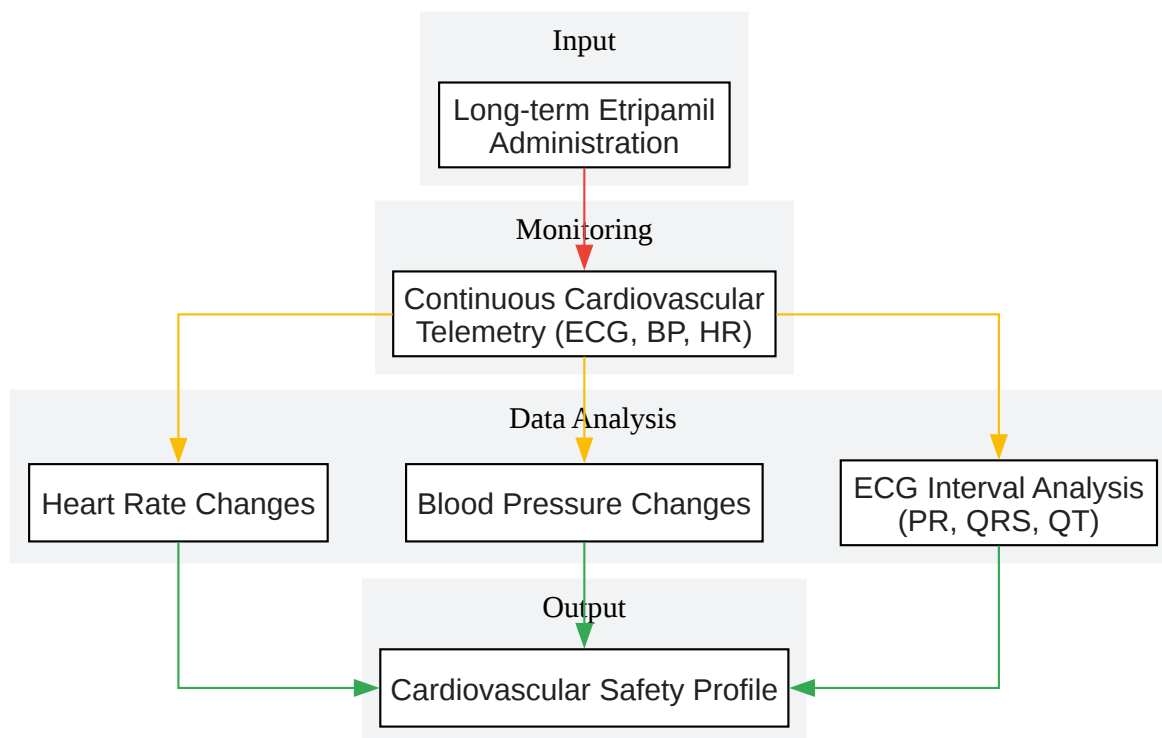 Input
Long-term Etripamil
Administration
Monitoring
Continuous Cardiovascular
Telemetry (ECG, BP, HR)
Data Analysis
Heart Rate Changes
Blood Pressure Changes
ECG Interval Analysis
(PR, QRS, QT)
Output
Cardiovascular Safety Profile